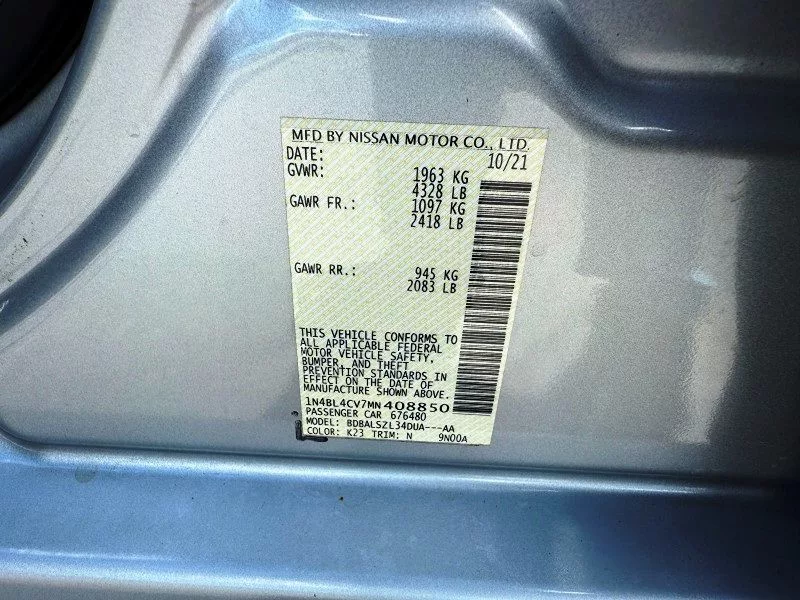 MFD BY NISSAN MOTOR CO., LTD.
DATE: 10/21
GVWR: 1963 KG
4328 LB
GAWR FR.: 1097 KG
2418 LB
GAWR RR.: 945 KG
2083 LB
THIS VEHICLE CONFORMS TO
ALL APPLICABLE FEDERAL
MOTOR VEHICLE SAFETY,
BUMPER, AND THEFT
PREVENTION STANDARDS IN
EFFECT ON THE DATE OF
MANUFACTURE SHOWN ABOVE.
1N4BL4CV7MN408850
PASSENGER CAR 676480
MODEL: BDBALSZL34DUA---AA
COLOR: K23 TRIM: N 9N00A